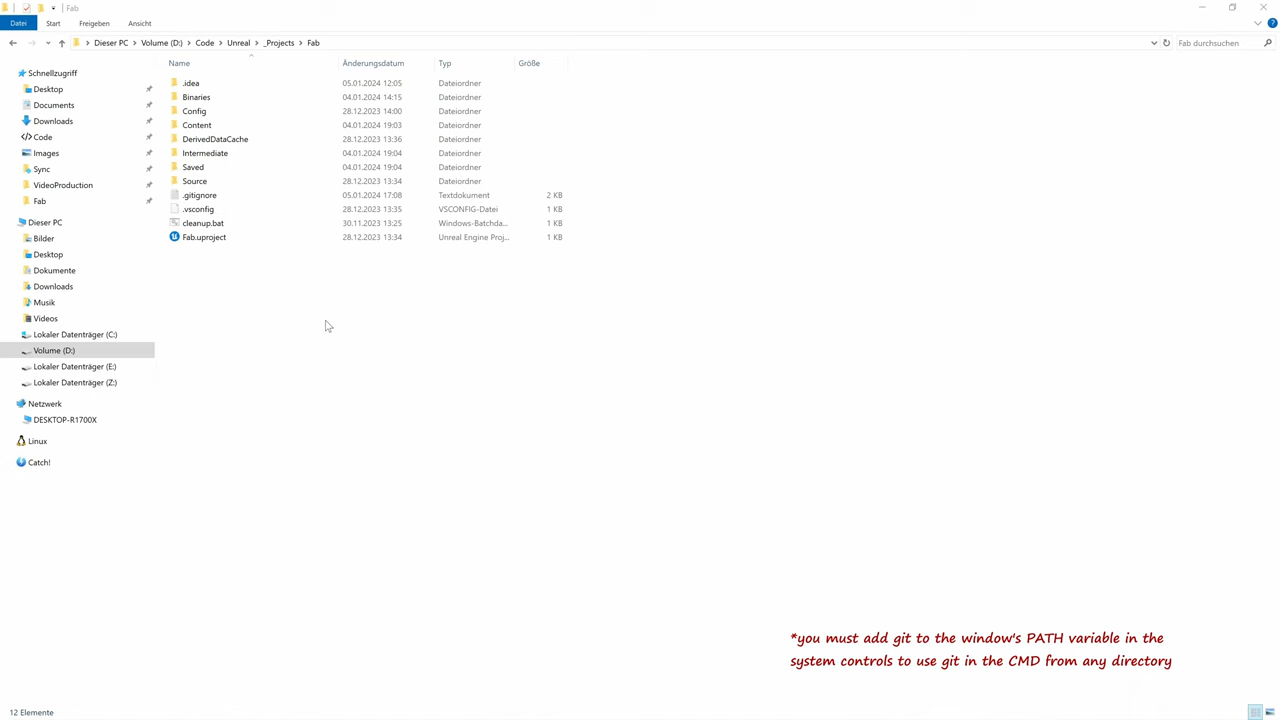 Fab
Datei Start Freigeben Ansicht
Dieser PC Volume (D:) Code Unreal _Projects Fab
Fab durchsuchen
Name Änderungsdatum Typ Größe
.idea 05.01.2024 12:05 Dateiordner
Binaries 04.01.2024 14:15 Dateiordner
Config 28.12.2023 14:00 Dateiordner
Content 04.01.2024 19:03 Dateiordner
DerivedDataCache 28.12.2023 13:36 Dateiordner
Intermediate 04.01.2024 19:04 Dateiordner
Saved 04.01.2024 19:04 Dateiordner
Source 28.12.2023 13:34 Dateiordner
.gitignore 05.01.2024 17:08 Textdokument 2 KB
.vsconfig 28.12.2023 13:35 VSCONFIG-Datei 1 KB
cleanup.bat 30.11.2023 13:25 Windows-Batchda... 1 KB
Fab.uproject 28.12.2023 13:34 Unreal Engine Proj... 1 KB
Schnellzugriff
Desktop
Documents
Downloads
Code
Images
Sync
VideoProduction
Fab
Dieser PC
Bilder
Desktop
Dokumente
Downloads
Musik
Videos
Lokaler Datenträger (C:)
Volume (D:)
Lokaler Datenträger (E:)
Lokaler Datenträger (Z:)
Netzwerk
DESKTOP-R1700X
Linux
Catch!
*you must add git to the window's PATH variable in the
system controls to use git in the CMD from any directory
12 Elemente